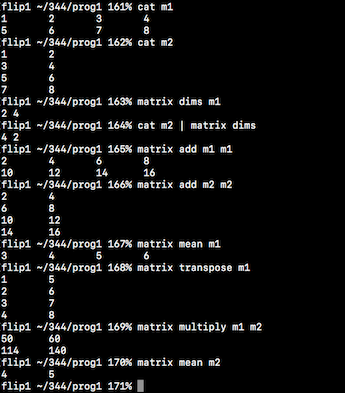 flip1 ~/344/prog1 161% cat m1
1 2 3 4
5 6 7 8
flip1 ~/344/prog1 162% cat m2
1 2
3 4
5 6
7 8
flip1 ~/344/prog1 163% matrix dims m1
2 4
flip1 ~/344/prog1 164% cat m2 | matrix dims
4 2
flip1 ~/344/prog1 165% matrix add m1 m1
2 4 6 8
10 12 14 16
flip1 ~/344/prog1 166% matrix add m2 m2
2 4
6 8
10 12
14 16
flip1 ~/344/prog1 167% matrix mean m1
3 4 5 6
flip1 ~/344/prog1 168% matrix transpose m1
1 5
2 6
3 7
4 8
flip1 ~/344/prog1 169% matrix multiply m1 m2
50 60
114 140
flip1 ~/344/prog1 170% matrix mean m2
4 5
flip1 ~/344/prog1 171%